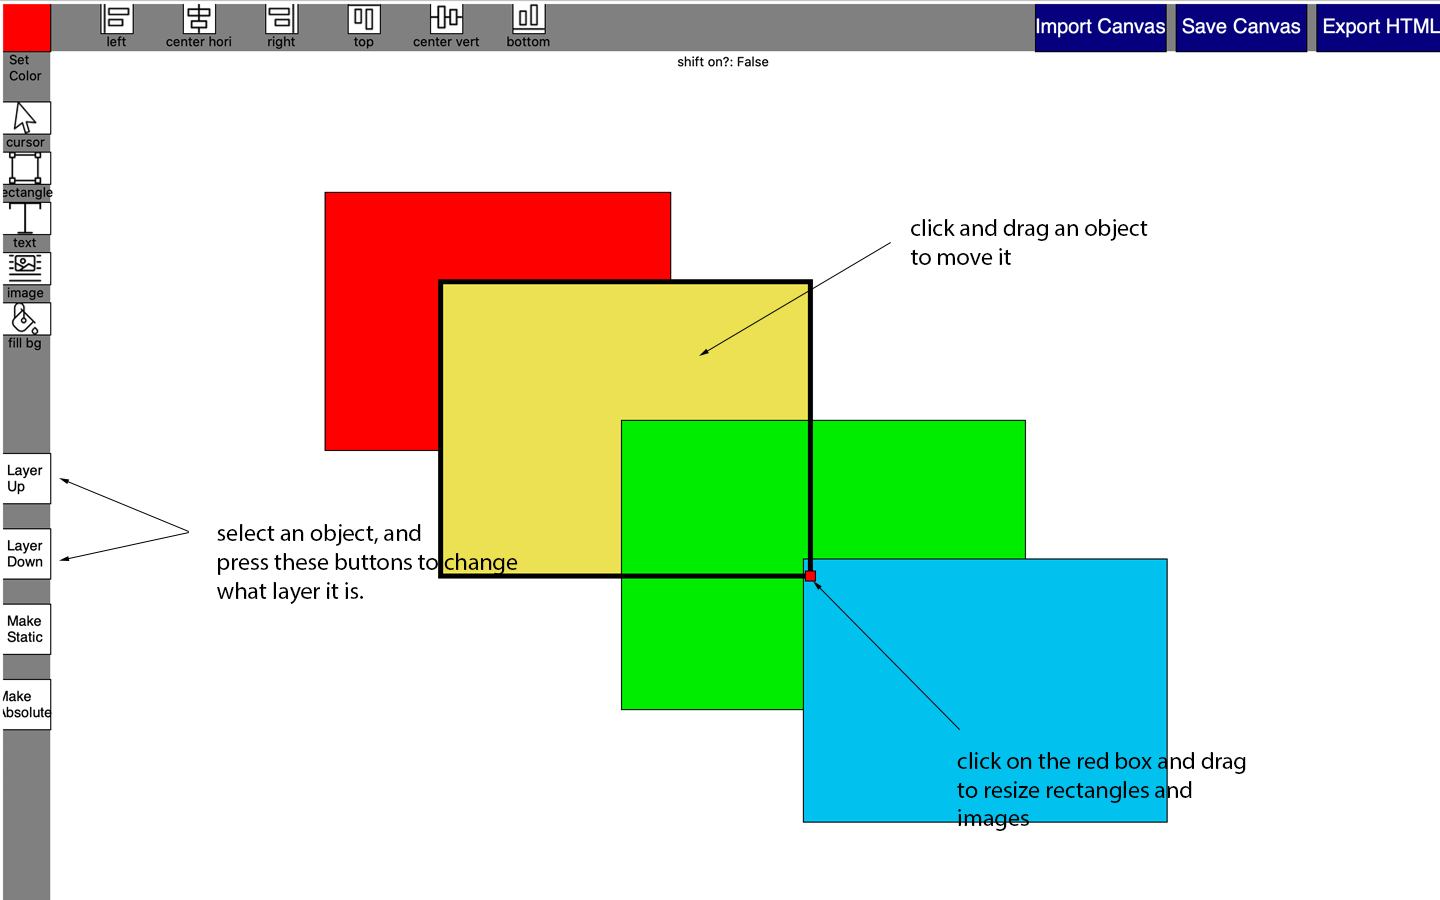 left
center hori
right
top
center vert
bottom
Import Canvas
Save Canvas
Export HTML
Set
Color
shift on?: False
cursor
ectangle
text
image
fill bg
click and drag an object
to move it
Layer
Up
Layer
Down
select an object, and
press these buttons to change
what layer it is.
Make
Static
Make
Absolute
click on the red box and drag
to resize rectangles and
images